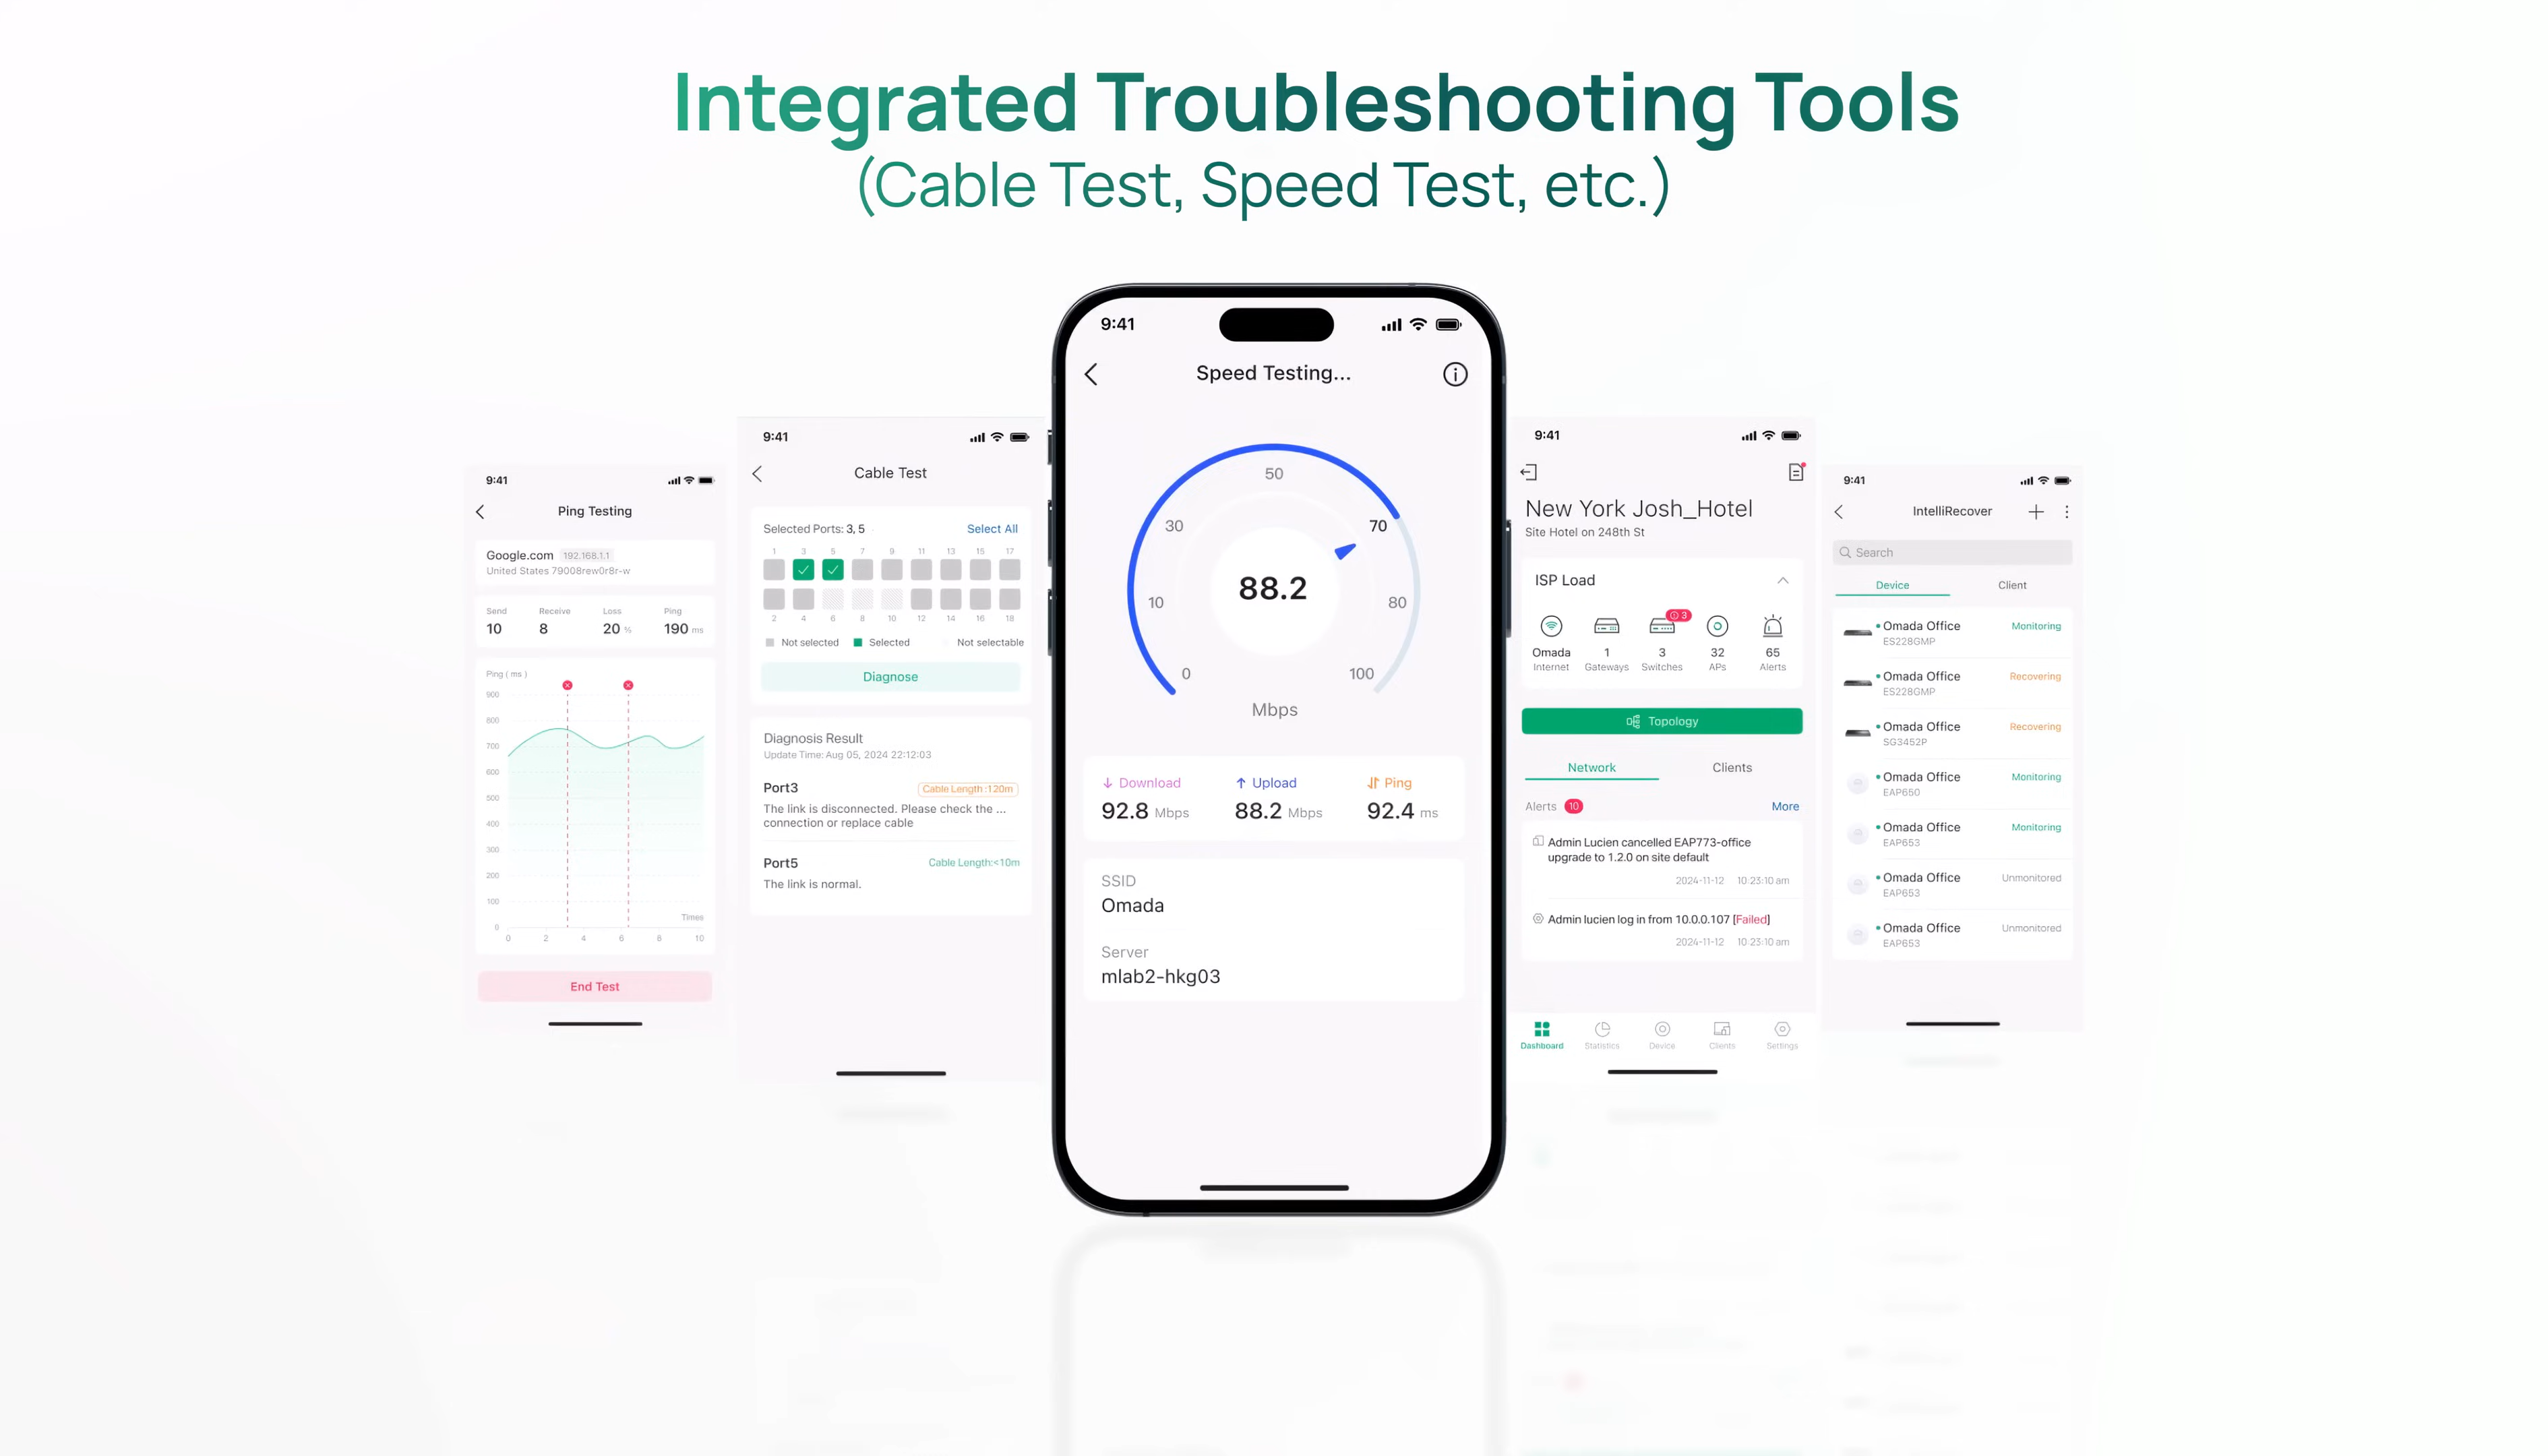 Integrated Troubleshooting Tools
(Cable Test, Speed Test, etc.)
9:41
Ping Testing
Google.com 192.168.1.1
United States 79008rew0r8r-w
Send Receive Loss Ping
10 8 20 % 190 ms
Ping ( ms )
900
800
700
600
500
400
300
200
100
0
Times
0 2 4 6 8 10
End Test
9:41
Cable Test
Selected Ports: 3, 5
Select All
1 3 5 7 9 11 13 15 17
2 4 6 8 10 12 14 16 18
Not selected Selected Not selectable
Diagnose
Diagnosis Result
Update Time: Aug 05, 2024 22:12:03
Port3 Cable Length :120m
The link is disconnected. Please check the ...
connection or replace cable
Port5 Cable Length:<10m
The link is normal.
9:41
Speed Testing...
50
30 70
10 80
0 100
88.2
Mbps
Download Upload Ping
92.8 Mbps 88.2 Mbps 92.4 ms
SSID
Omada
Server
mlab2-hkg03
9:41
New York Josh_Hotel
Site Hotel on 248th St
ISP Load
3
Omada 1 3 32 65
Internet Gateways Switches APs Alerts
Topology
Network Clients
Alerts 10 More
Admin Lucien cancelled EAP773-office
upgrade to 1.2.0 on site default
2024-11-12 10:23:10 am
Admin lucien log in from 10.0.0.107 [Failed]
2024-11-12 10:23:10 am
Dashboard Statistics Device Clients Settings
9:41
IntelliRecover
Search
Device Client
Omada Office Monitoring
ES228GMP
Omada Office Recovering
ES228GMP
Omada Office Recovering
SG3452P
Omada Office Monitoring
EAP650
Omada Office Monitoring
EAP653
Omada Office Unmonitored
EAP653
Omada Office Unmonitored
EAP653